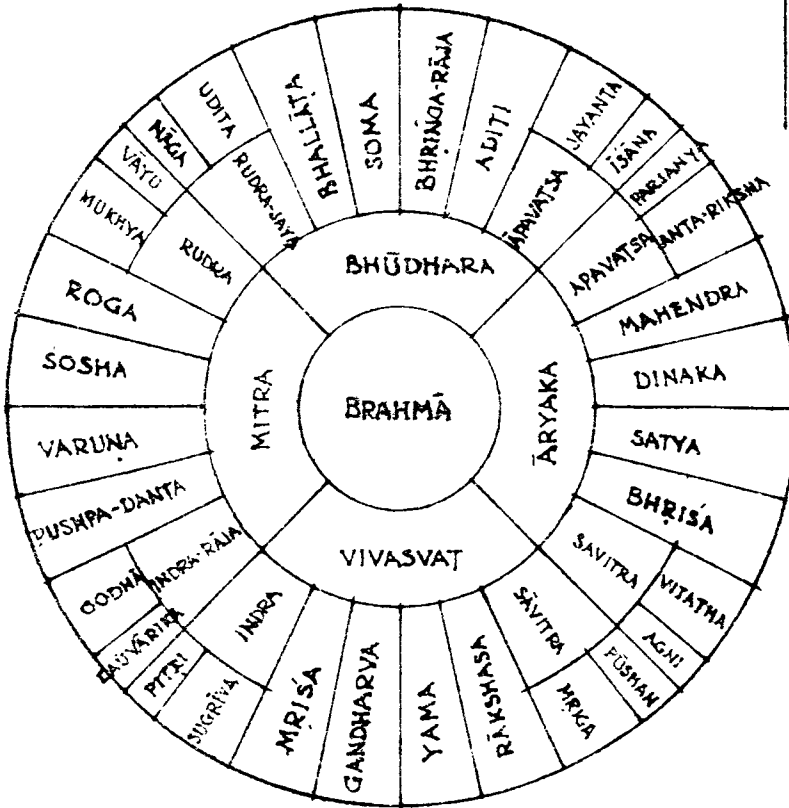 UDITA
BHALLĀṬA
SOMA
BHṚIṄGA-RĀJA
ADITI
JAYANTA
ĪSĀNA
PARJANYA
ANTA-RIKSHA
NĀGA
VĀYU
MUKHYA
RUDRA
RUDRA-JAYA
ĀPAVATSA
APAVATSA
BHŪDHARA
ROGA
MAHENDRA
SOSHA
DINAKA
MITRA
BRAHMĀ
ĀRYAKA
VARUṆA
SATYA
PUSHPA-DANTA
BHṚIŚA
VIVASVAT
INDRA-RĀJA
INDRA
SĀVITRA
SAVITRA
VITATHA
DAUVĀRIKA
PITṚI
SUGRĪVA
MṚIŚA
GANDHARVA
YAMA
RĀKSHASA
MṚIGA
PŪSHAN
AGNI